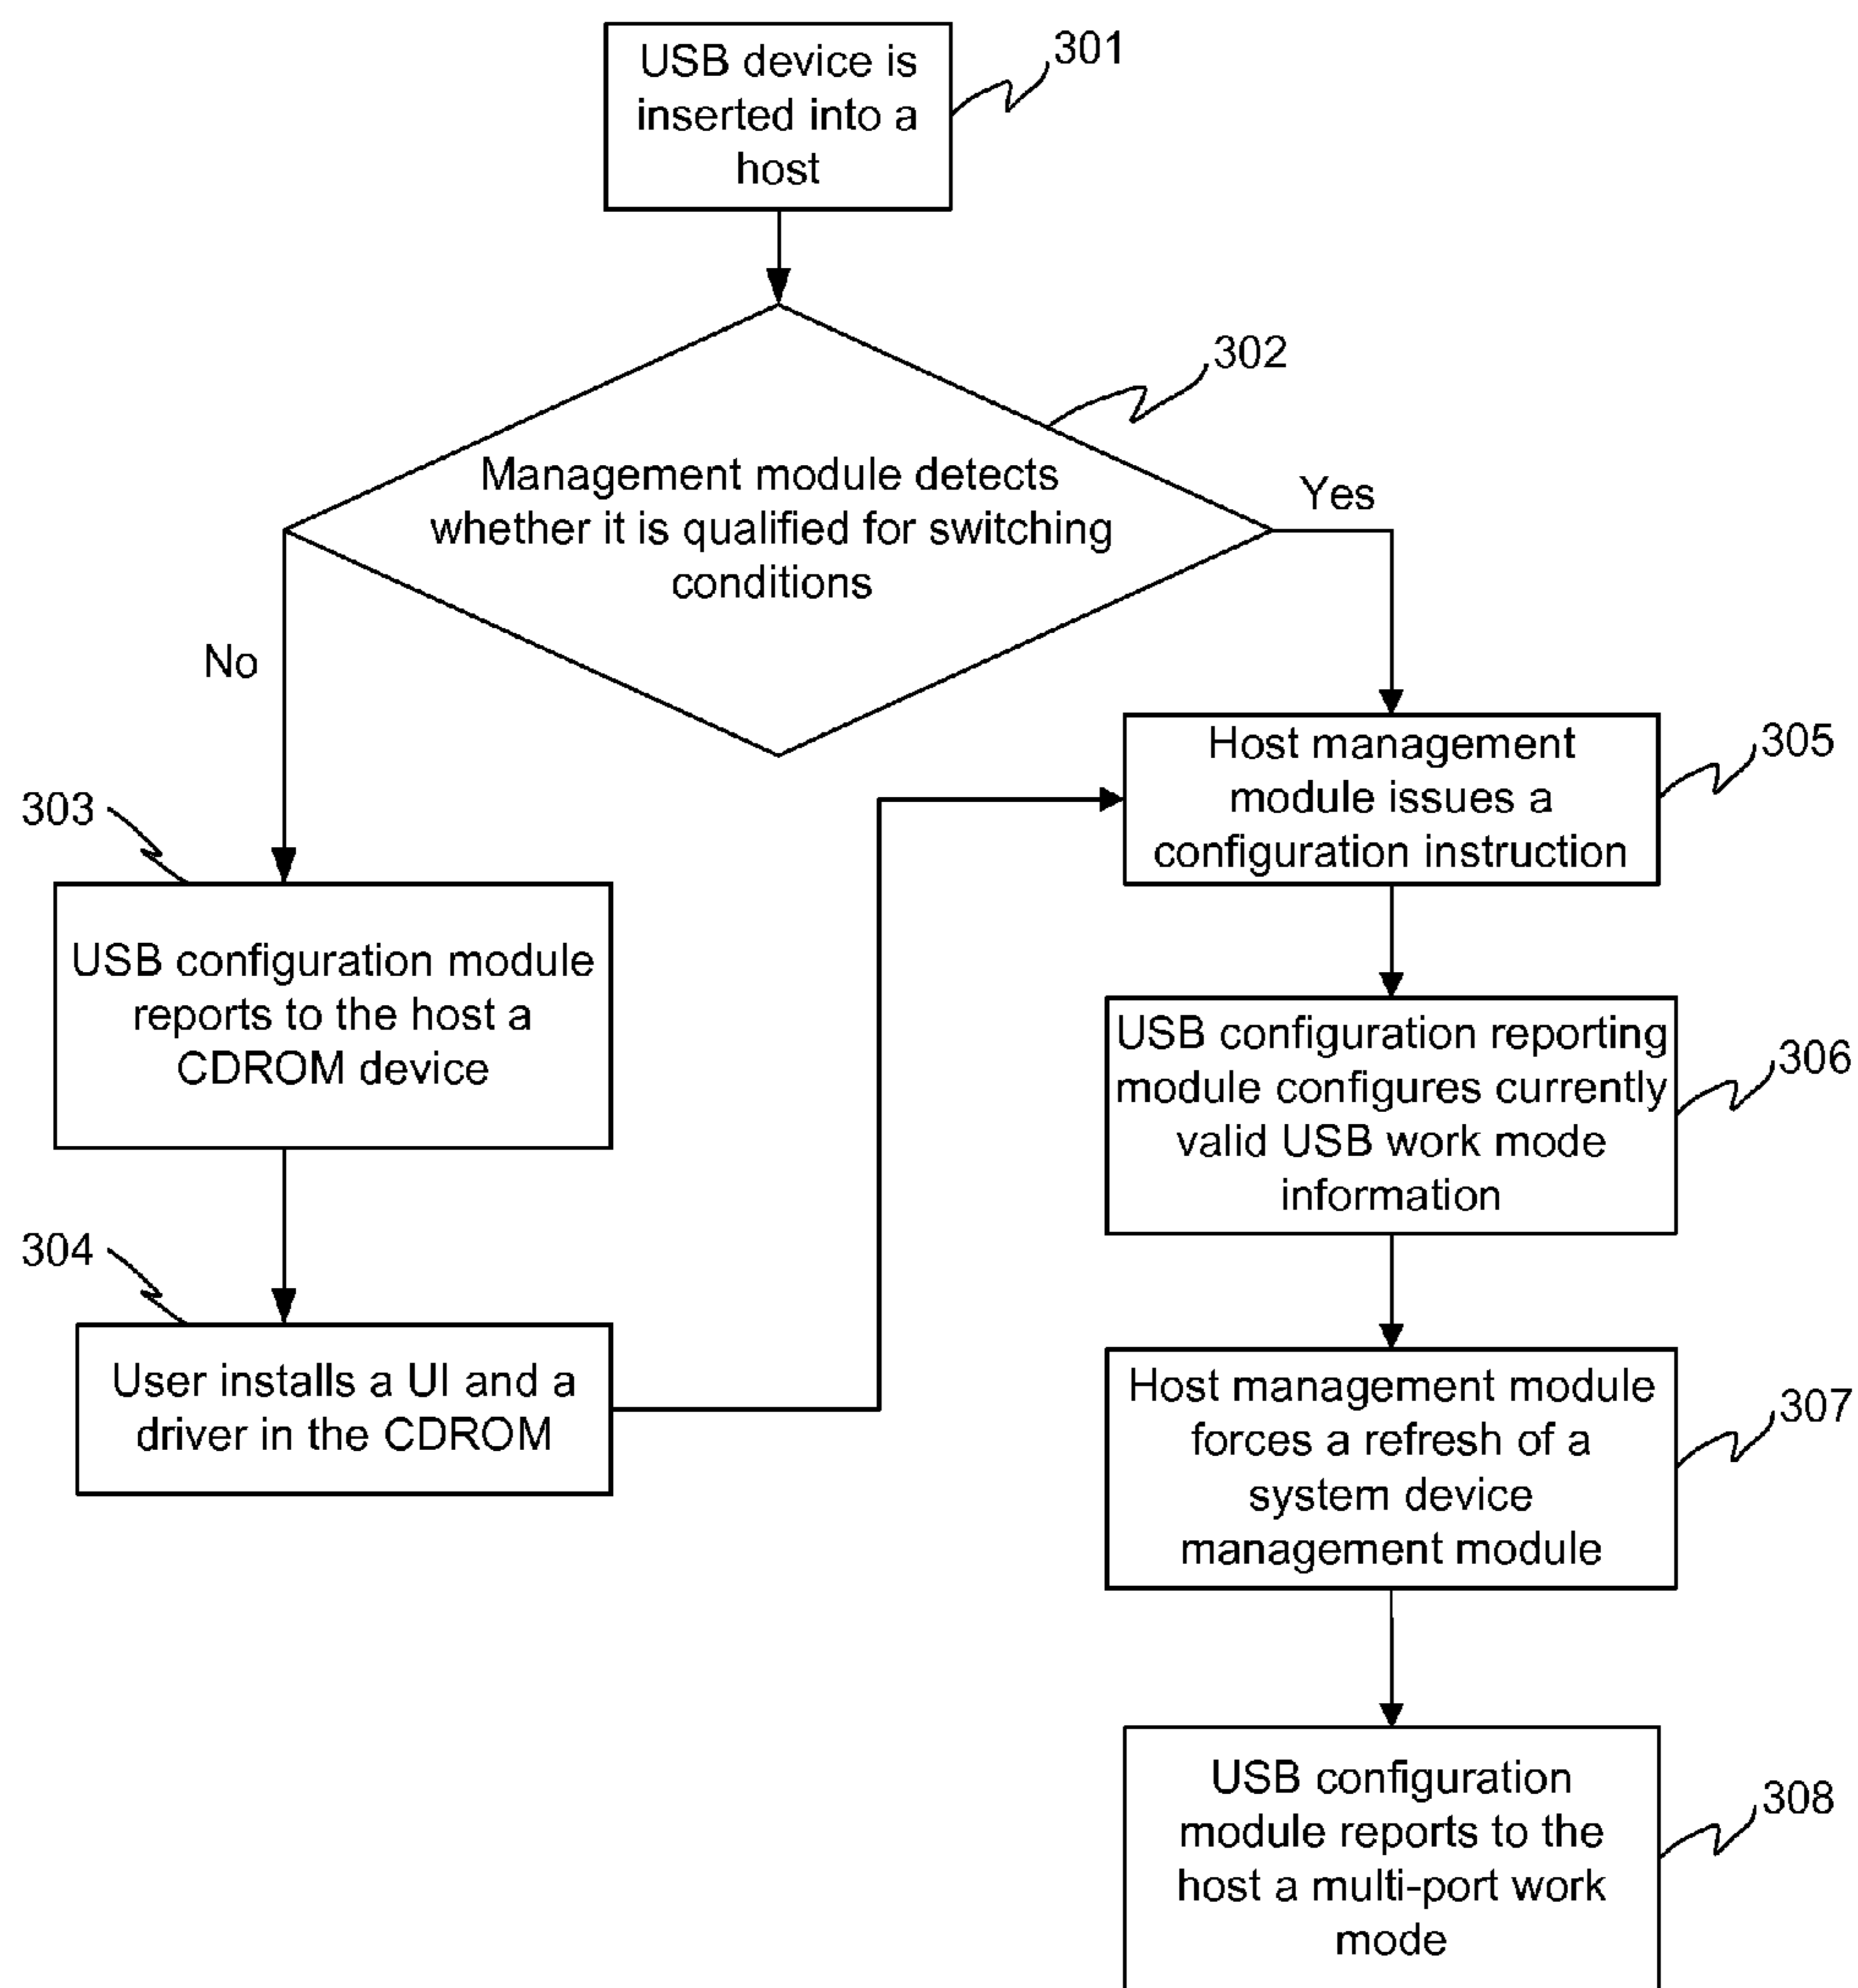 USB device is
inserted into a
host
301
302
Management module detects
whether it is qualified for switching
conditions
Yes
No
303
USB configuration module
reports to the host a
CDROM device
304
User installs a UI and a
driver in the CDROM
Host management
module issues a
configuration instruction
305
USB configuration reporting
module configures currently
valid USB work mode
information
306
Host management module
forces a refresh of a
system device
management module
307
USB configuration
module reports to the
host a multi-port work
mode
308